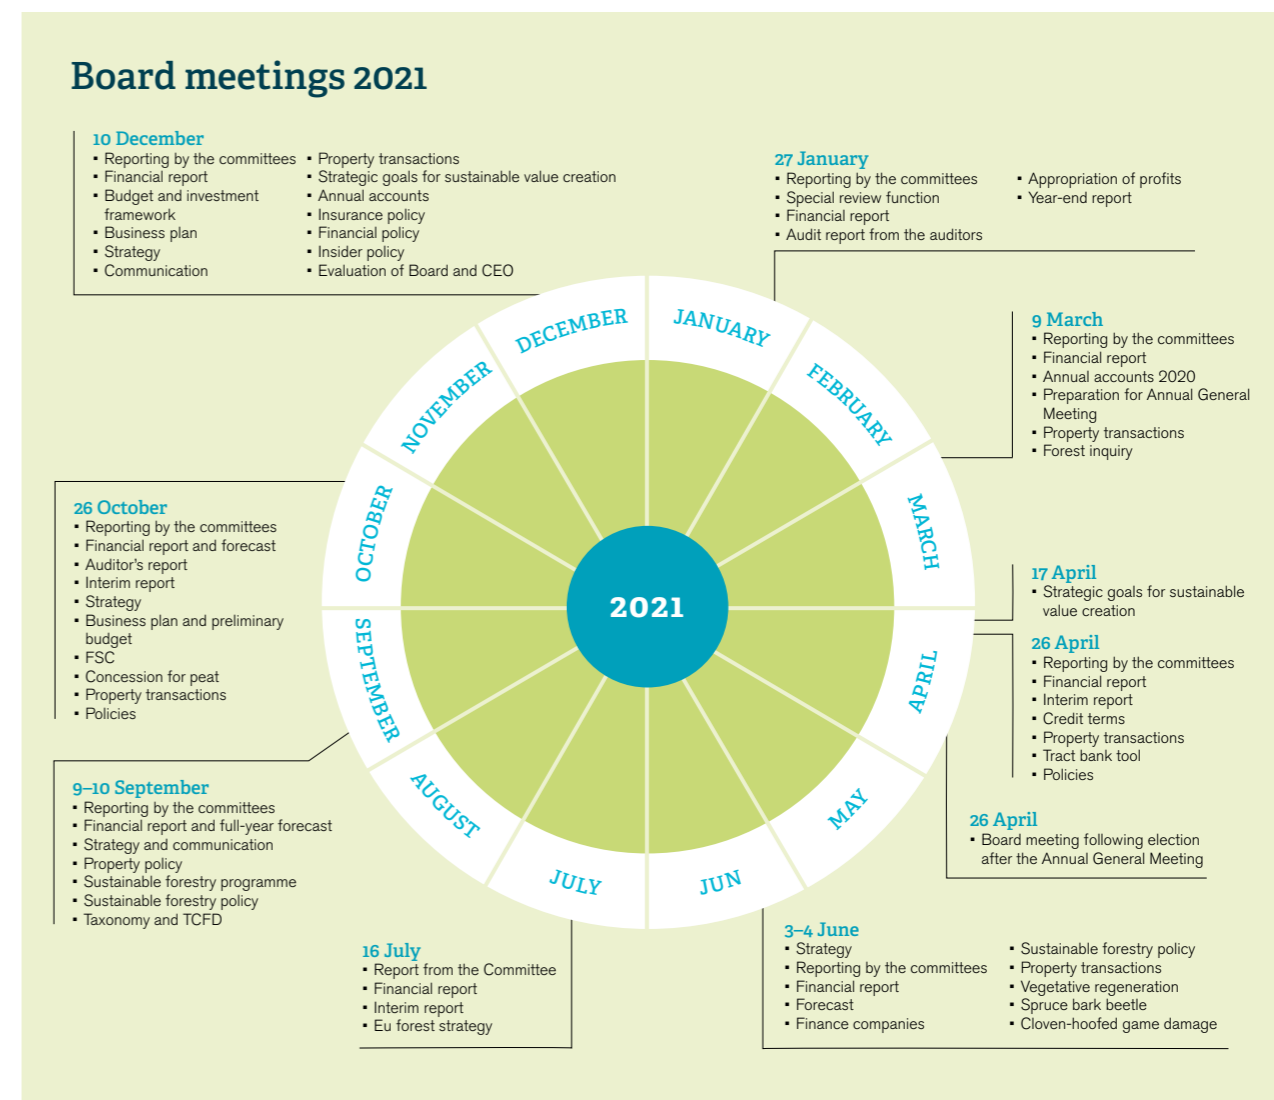 Board meetings 2021
10 December
▪ Reporting by the committees
▪ Financial report
▪ Budget and investment
framework
▪ Business plan
▪ Strategy
▪ Communication
▪ Property transactions
▪ Strategic goals for sustainable value creation
▪ Annual accounts
▪ Insurance policy
▪ Financial policy
▪ Insider policy
▪ Evaluation of Board and CEO
27 January
▪ Reporting by the committees
▪ Special review function
▪ Financial report
▪ Audit report from the auditors
▪ Appropriation of profits
▪ Year-end report
9 March
▪ Reporting by the committees
▪ Financial report
▪ Annual accounts 2020
▪ Preparation for Annual General
Meeting
▪ Property transactions
▪ Forest inquiry
17 April
▪ Strategic goals for sustainable
value creation
26 April
▪ Reporting by the committees
▪ Financial report
▪ Interim report
▪ Credit terms
▪ Property transactions
▪ Tract bank tool
▪ Policies
26 April
▪ Board meeting following election
after the Annual General Meeting
3–4 June
▪ Strategy
▪ Reporting by the committees
▪ Financial report
▪ Forecast
▪ Finance companies
▪ Sustainable forestry policy
▪ Property transactions
▪ Vegetative regeneration
▪ Spruce bark beetle
▪ Cloven-hoofed game damage
16 July
▪ Report from the Committee
▪ Financial report
▪ Interim report
▪ Eu forest strategy
9–10 September
▪ Reporting by the committees
▪ Financial report and full-year forecast
▪ Strategy and communication
▪ Property policy
▪ Sustainable forestry programme
▪ Sustainable forestry policy
▪ Taxonomy and TCFD
26 October
▪ Reporting by the committees
▪ Financial report and forecast
▪ Auditor's report
▪ Interim report
▪ Strategy
▪ Business plan and preliminary
budget
▪ FSC
▪ Concession for peat
▪ Property transactions
▪ Policies
JANUARY
FEBRUARY
MARCH
APRIL
MAY
JUN
JULY
AUGUST
SEPTEMBER
OCTOBER
NOVEMBER
DECEMBER
2021